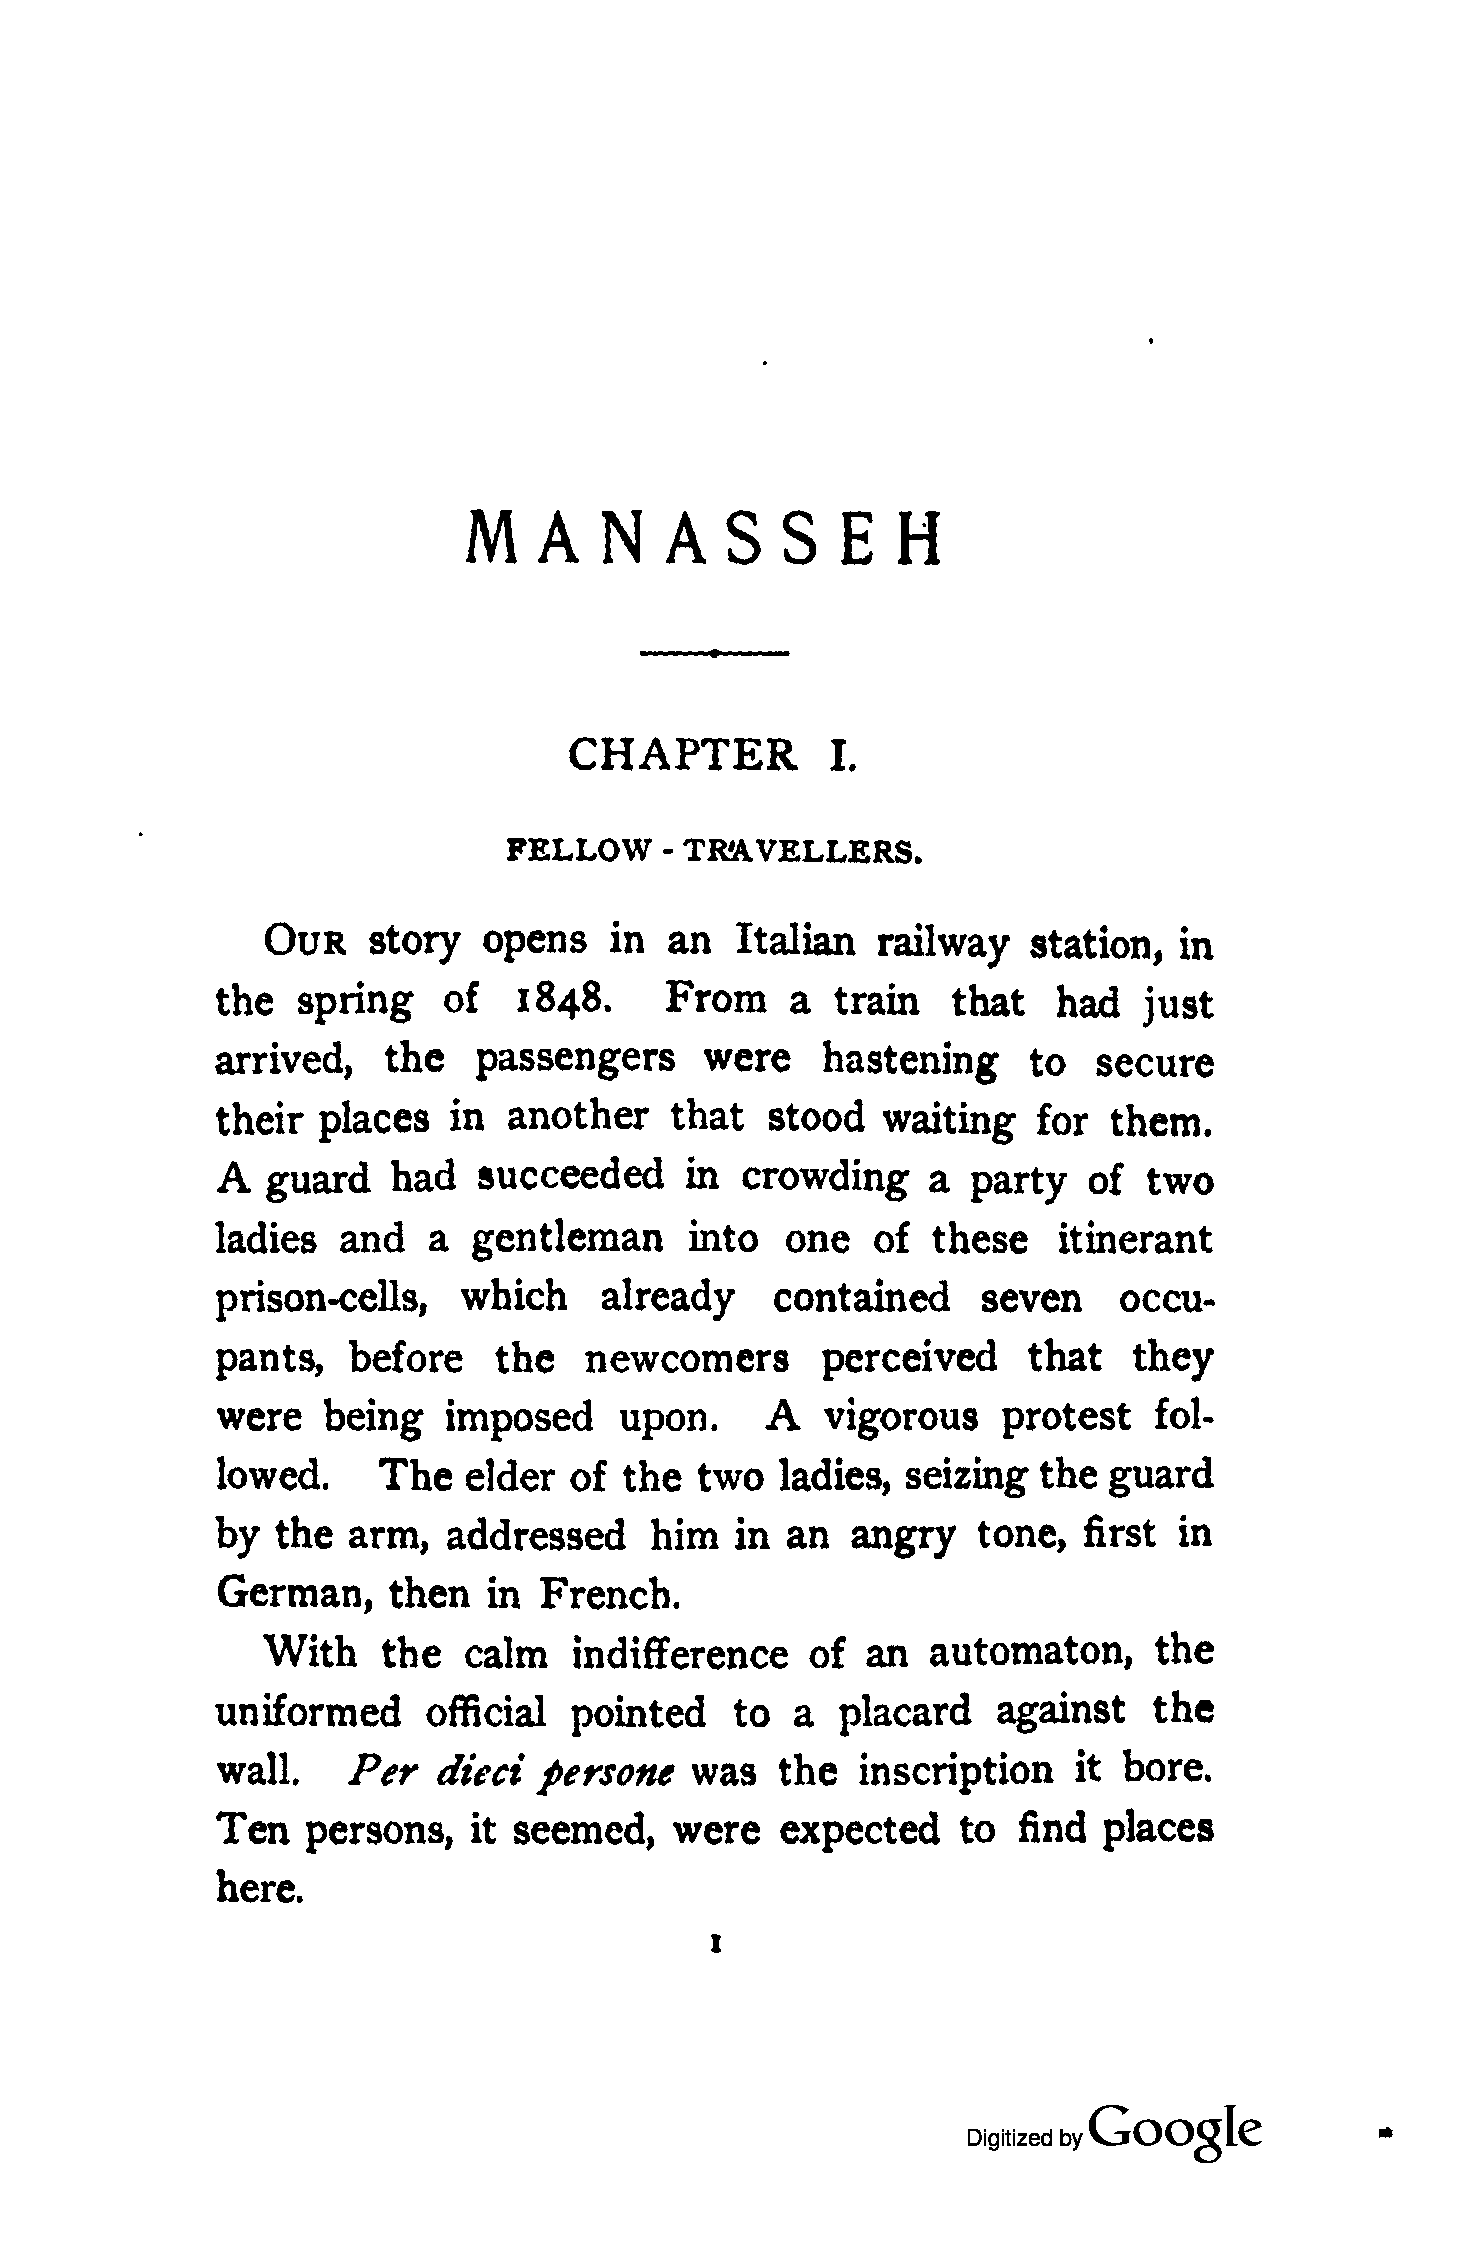 MANASSEH
CHAPTER I.
FELLOW-TRAVELLERS.
OUR story opens in an Italian railway station, in
the spring of 1848. From a train that had just
arrived, the passengers were hastening to secure
their places in another that stood waiting for them.
A guard had succeeded in crowding a party of two
ladies and a gentleman into one of these itinerant
prison-cells, which already contained seven occu-
pants, before the newcomers perceived that they
were being imposed upon. A vigorous protest fol-
lowed. The elder of the two ladies, seizing the guard
by the arm, addressed him in an angry tone, first in
German, then in French.
With the calm indifference of an automaton, the
uniformed official pointed to a placard against the
wall. Per dieci persone was the inscription it bore.
Ten persons, it seemed, were expected to find places
here.
1
Digitized by Google